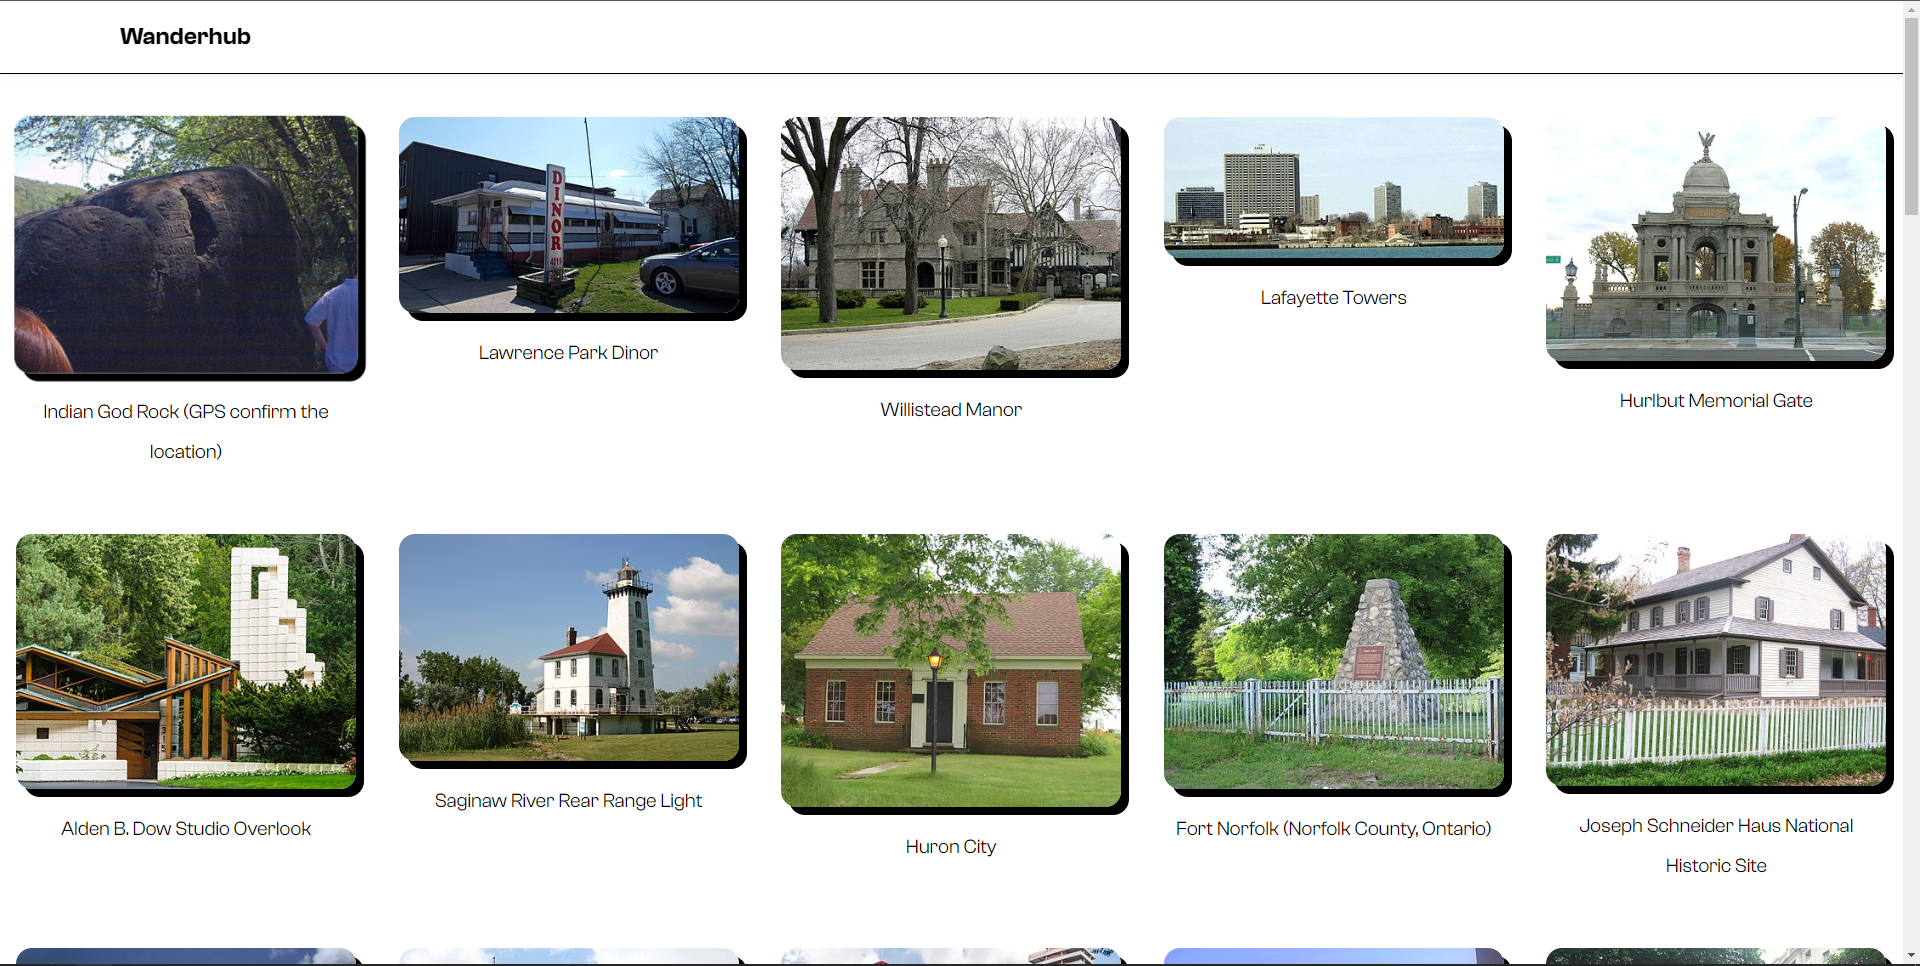 Wanderhub
DINOR
4019
Indian God Rock (GPS confirm the
location)
Lawrence Park Dinor
Willistead Manor
Lafayette Towers
Hurlbut Memorial Gate
315
Alden B. Dow Studio Overlook
Saginaw River Rear Range Light
Huron City
Fort Norfolk (Norfolk County, Ontario)
Joseph Schneider Haus National
Historic Site